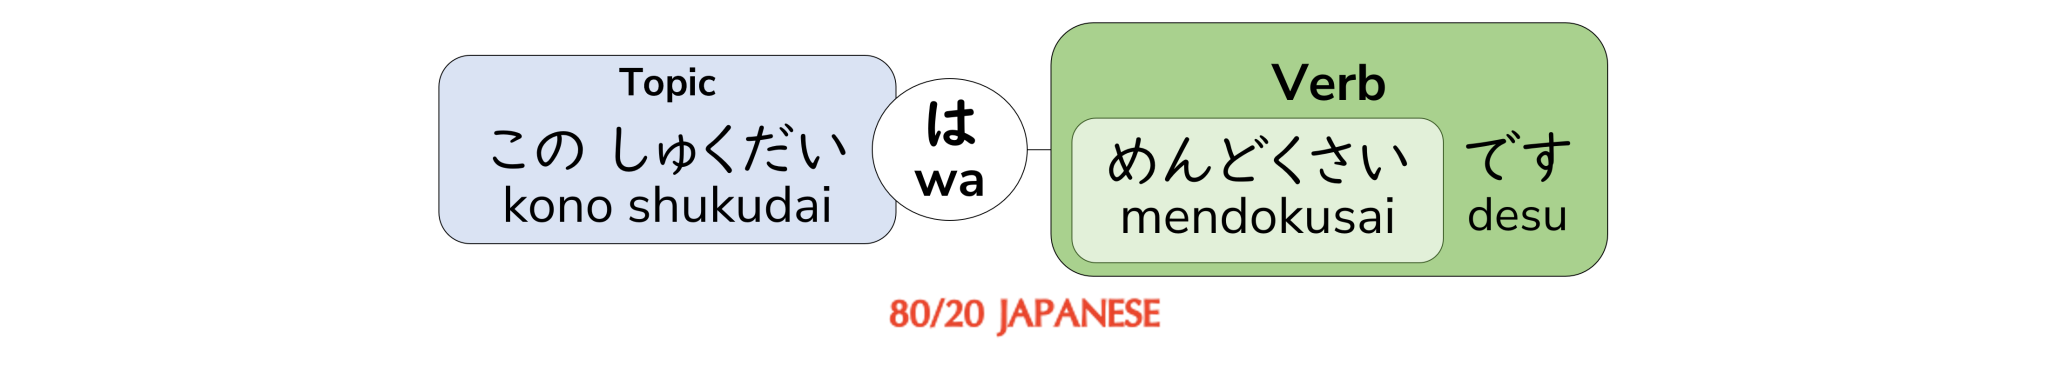 Topic
この しゅくだい
kono shukudai
は
wa
Verb
めんどくさい
mendokusai
です
desu
80/20 JAPANESE